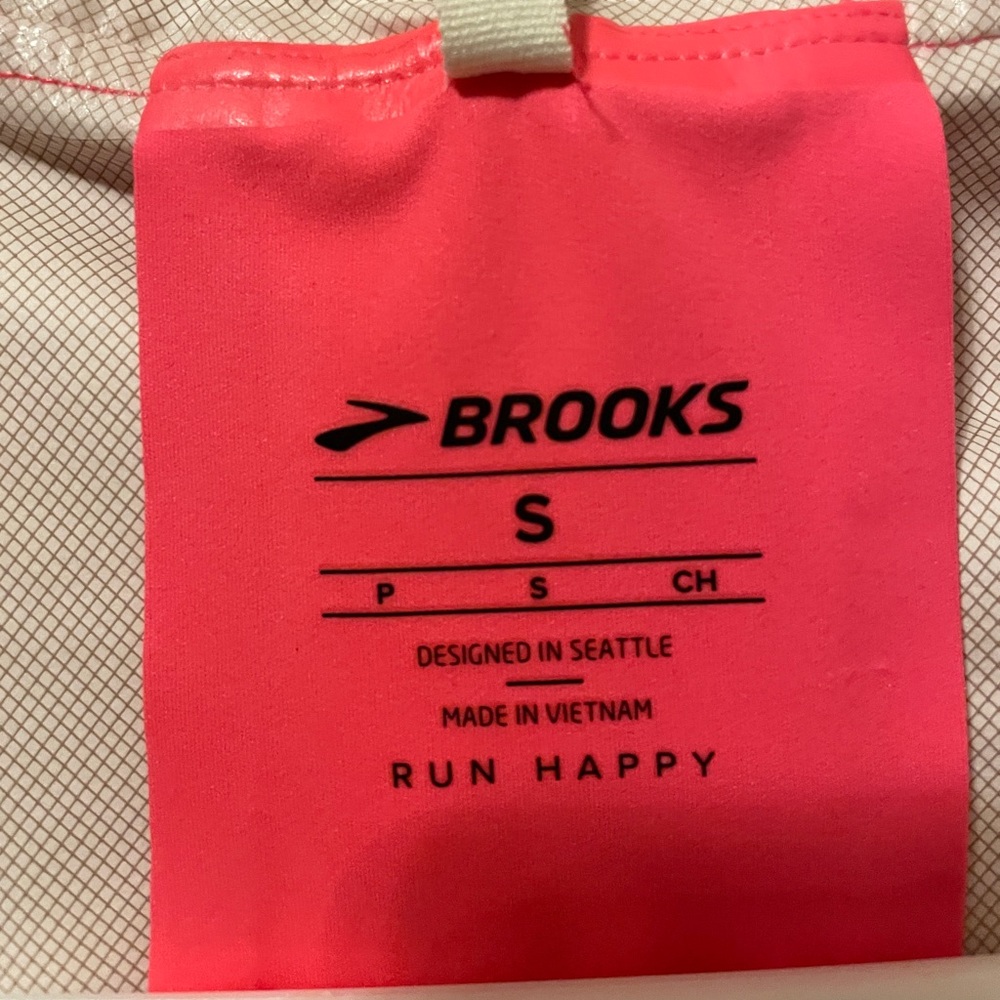 BROOKS
S
P S CH
DESIGNED IN SEATTLE
MADE IN VIETNAM
RUN HAPPY